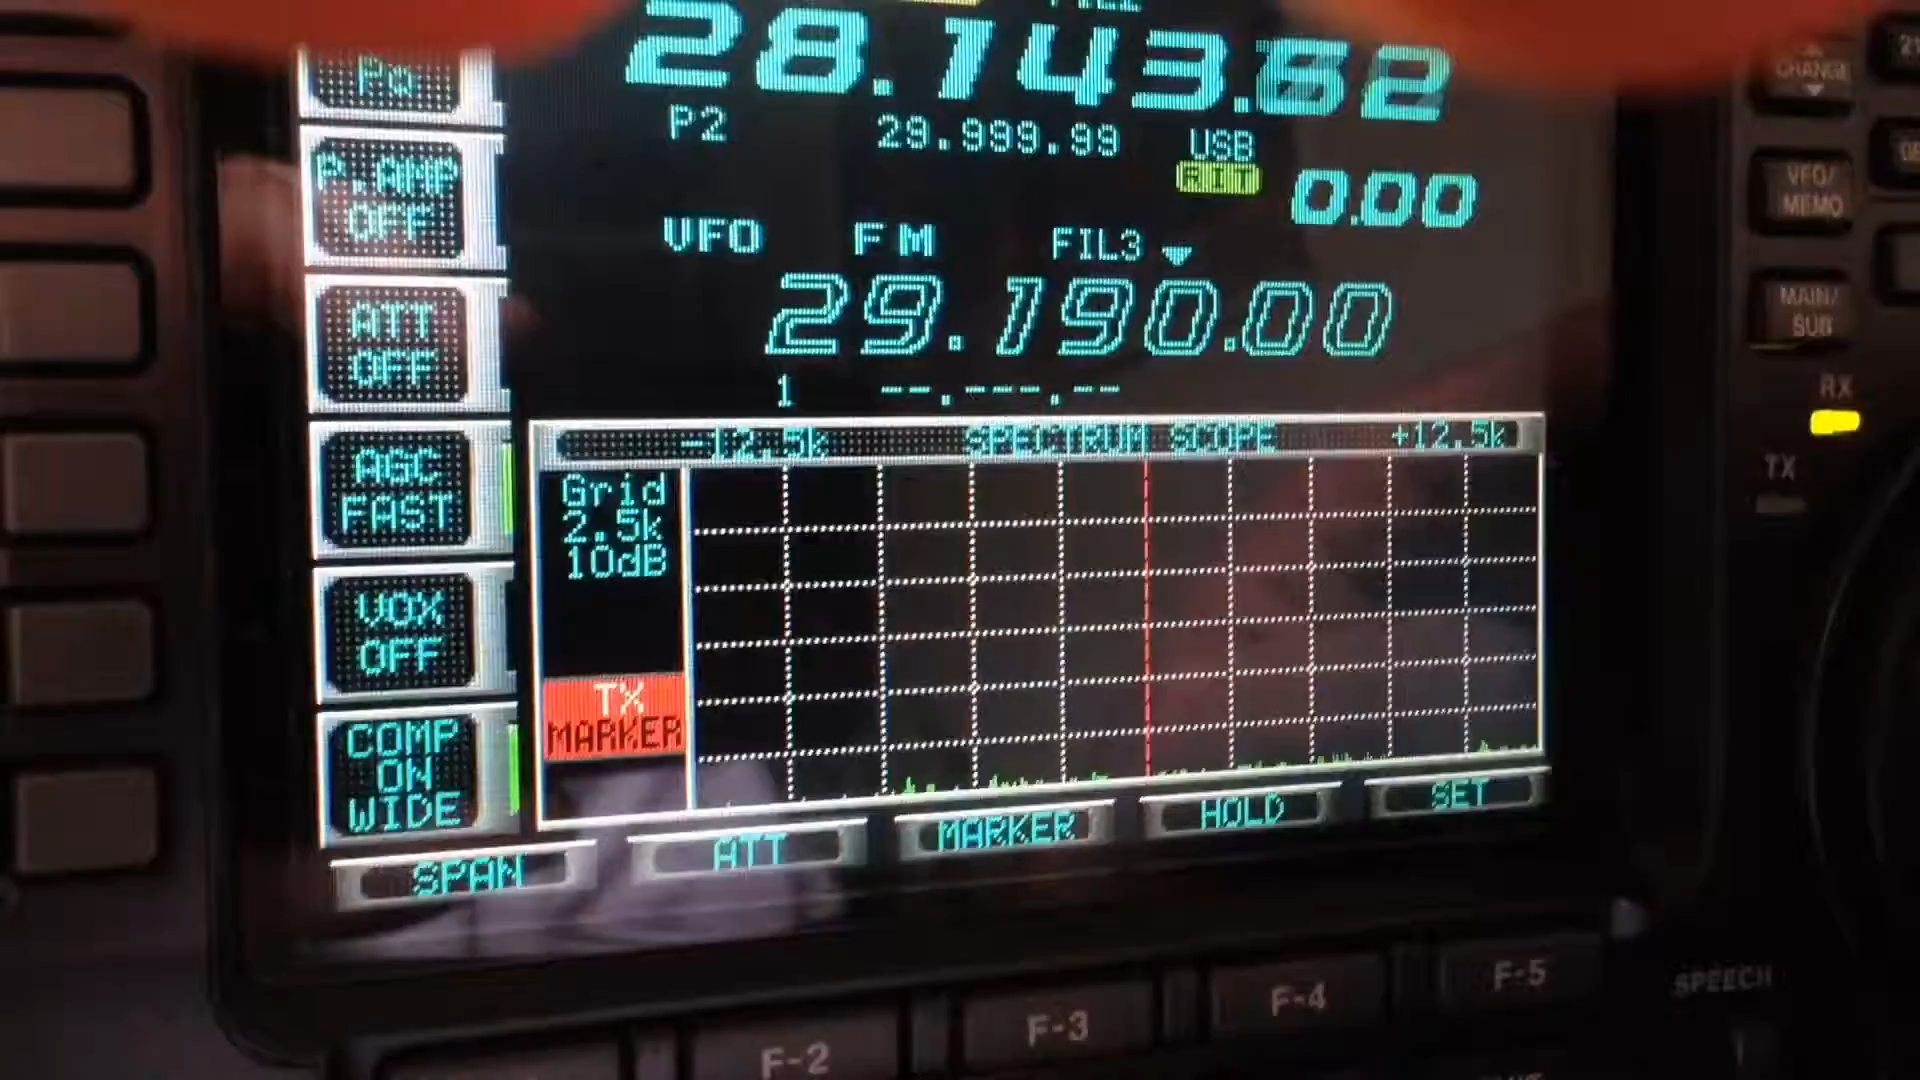 28.143.62
P2 29.999.99 USB
RIT 0.00
VFO FM FIL3
29.190.00
1 --.---.--
Po
P.AMP
OFF
ATT
OFF
AGC
FAST
VOX
OFF
COMP
ON
WIDE
-12.5k SPECTRUM SCOPE +12.5k
Grid
2.5k
10dB
TX
MARKER
SPAN ATT MARKER HOLD SET
F-2 F-3 F-4 F-5
CHANGE
VFO/
MEMO
MAIN/
SUB
RX
TX
SPEECH